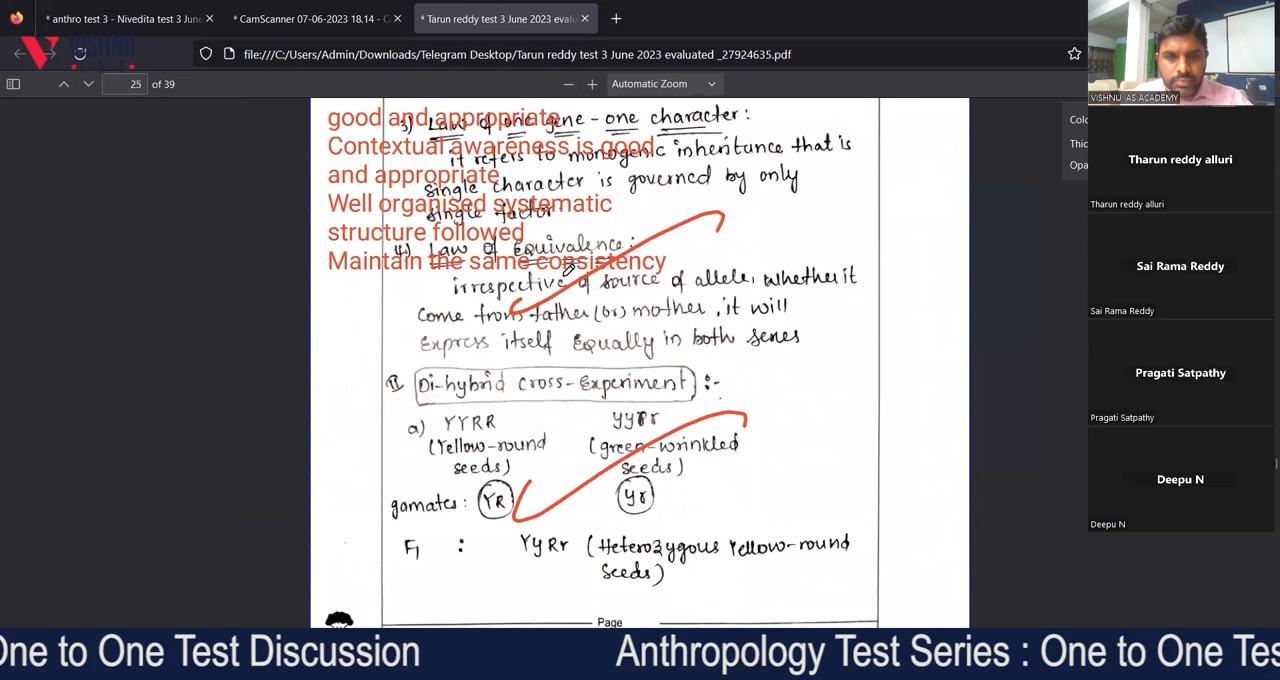 * anthro test 3 - Nivedita test 3 June
* CamScanner 07-06-2023 18.14 - C
* Tarun reddy test 3 June 2023 evalu
VISHNU
IAS
file:///C:/Users/Admin/Downloads/Telegram Desktop/Tarun reddy test 3 June 2023 evaluated _27924635.pdf
25 of 39
Automatic Zoom
good and appropriate
Contextual awareness is good
and appropriate
Well organised systematic
structure followed
Maintain the same consistency
3) Law of one gene - one character:
it refers to monogenic inheritance that is
single character is governed by only
single factor
4) Law of Equivalence:
irrespective of source of allele, whether it
come from father (or) mother, it will
Express itself Equally in both sexes
II Di-hybrid cross-Experiment :-
a) YYRR yyrr
(Yellow-round (green-wrinkled
seeds) seeds)
gamates: YR yr
F1 : YyRr (Heterozygous Yellow-round
seeds)
Page
Colo
Thic
Opa
VISHNU IAS ACADEMY
Tharun reddy alluri
Tharun reddy alluri
Sai Rama Reddy
Sai Rama Reddy
Pragati Satpathy
Pragati Satpathy
Deepu N
Deepu N
One to One Test Discussion
Anthropology Test Series : One to One Tes